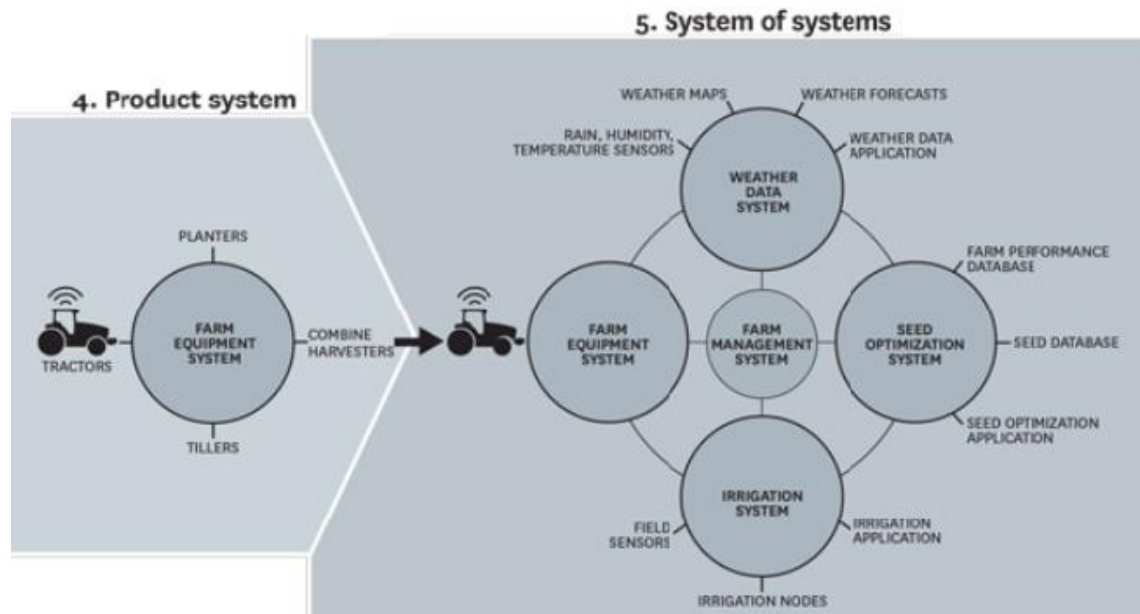 5. System of systems
4. Product system
WEATHER MAPS
WEATHER FORECASTS
RAIN, HUMIDITY,
TEMPERATURE SENSORS
WEATHER DATA
APPLICATION
WEATHER
DATA
SYSTEM
PLANTERS
FARM PERFORMANCE
DATABASE
TRACTORS
FARM
EQUIPMENT
SYSTEM
COMBINE
HARVESTERS
FARM
EQUIPMENT
SYSTEM
FARM
MANAGEMENT
SYSTEM
SEED
OPTIMIZATION
SYSTEM
SEED DATABASE
TILLERS
SEED OPTIMIZATION
APPLICATION
IRRIGATION
SYSTEM
FIELD
SENSORS
IRRIGATION
APPLICATION
IRRIGATION NODES